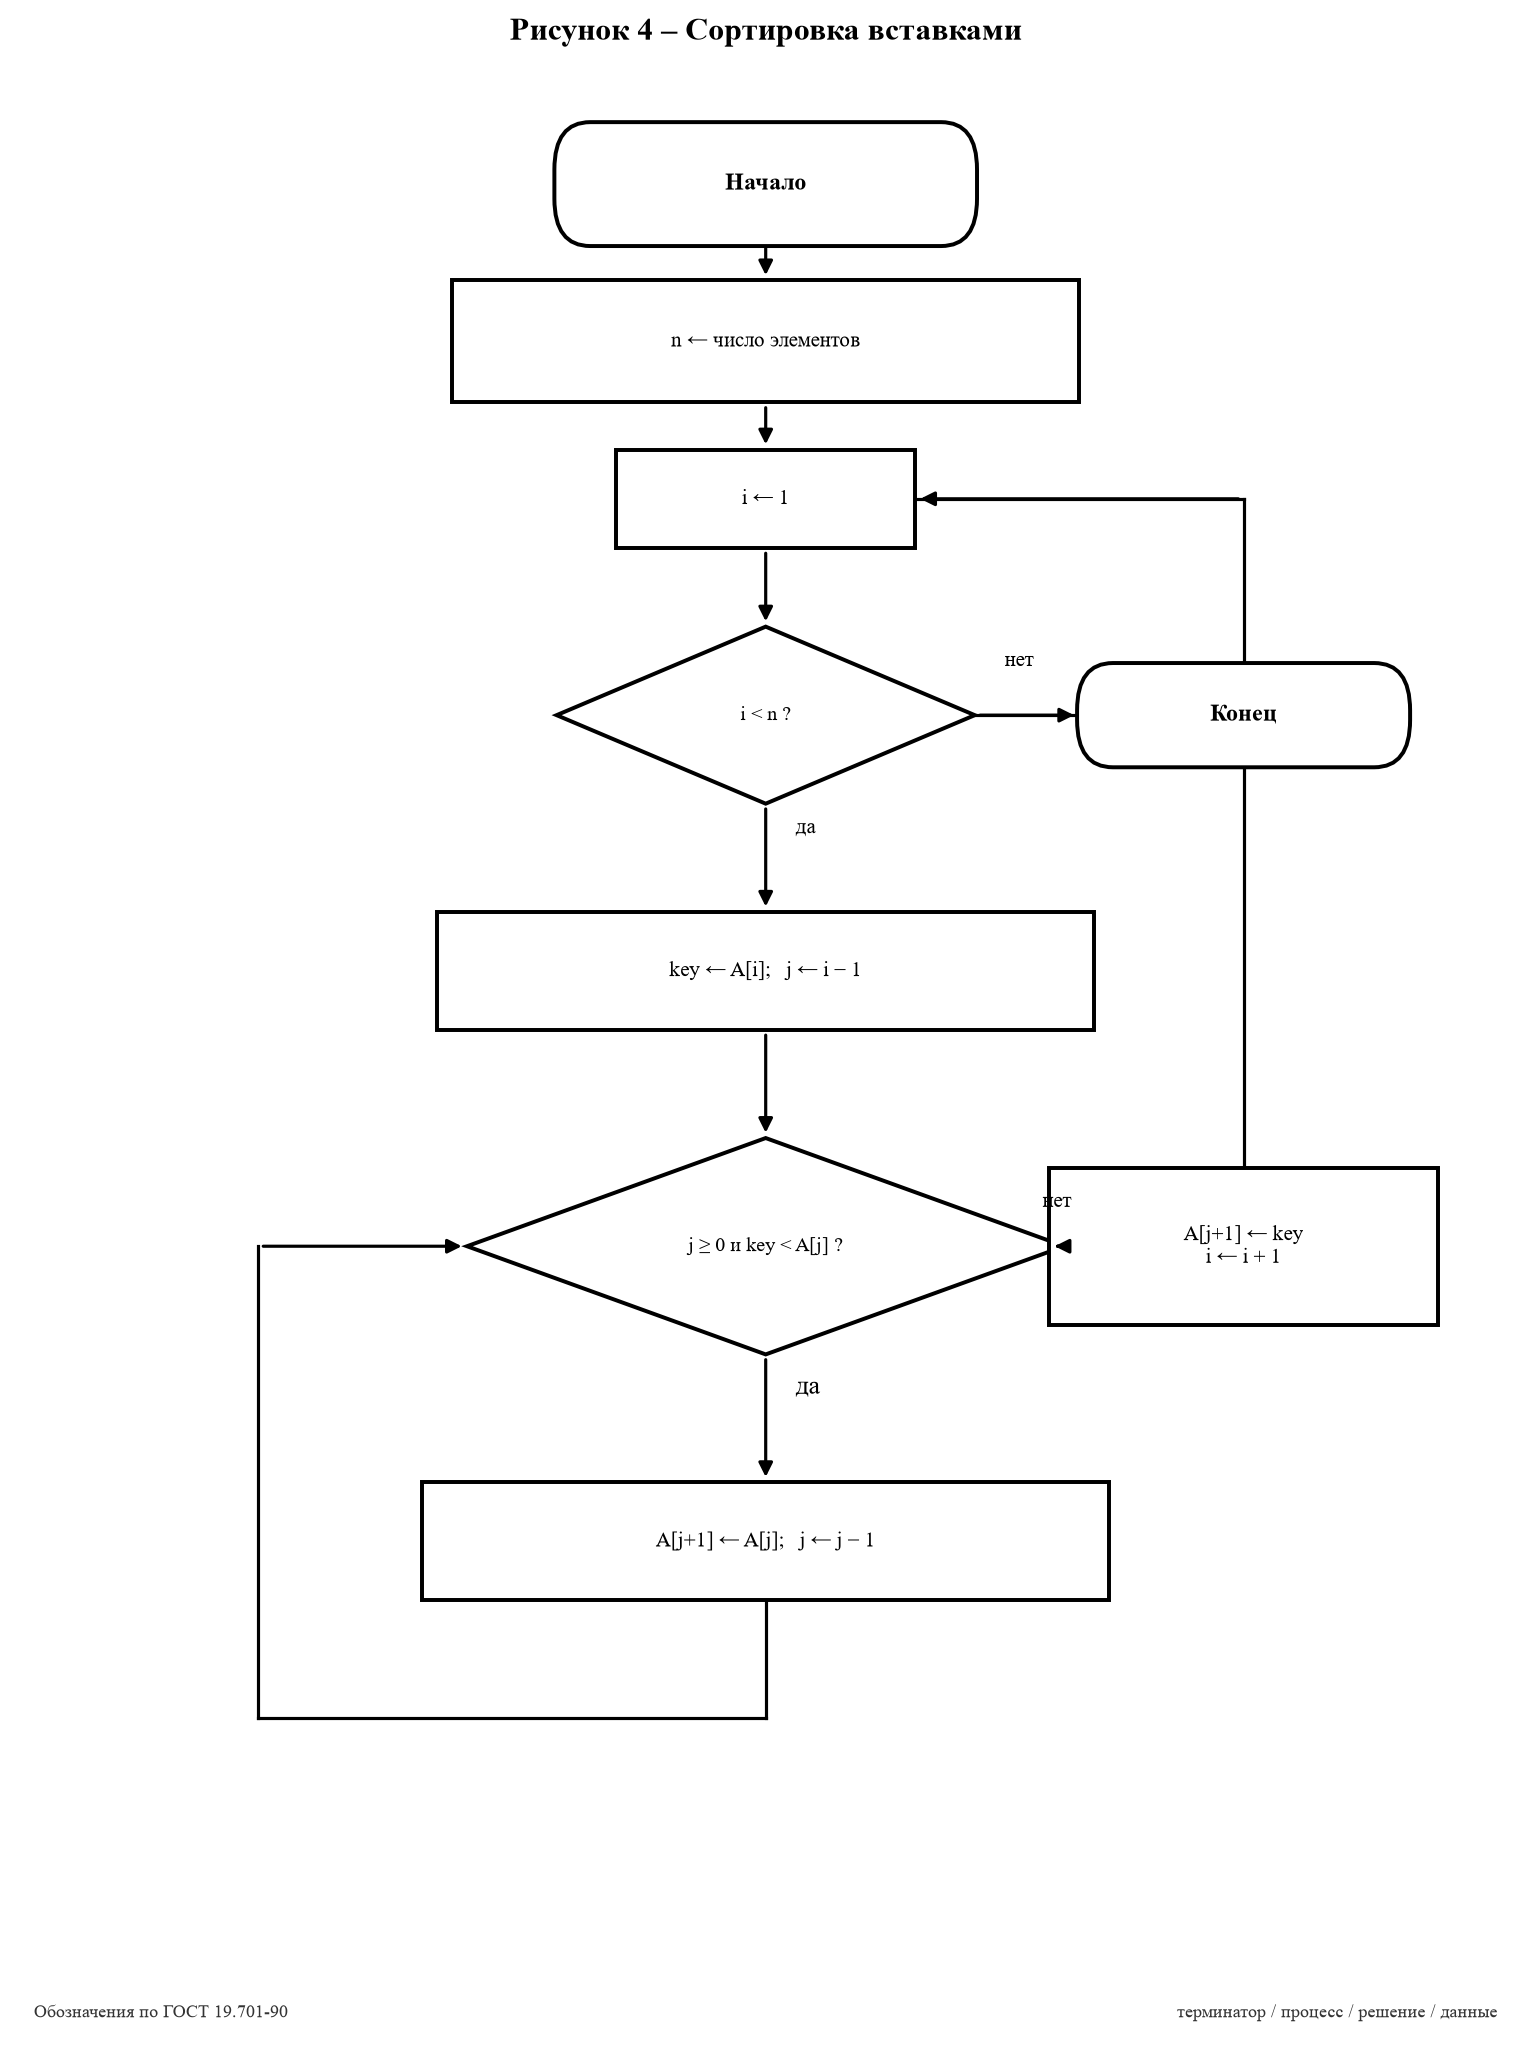 Рисунок 4 – Сортировка вставками
Начало
n ← число элементов
i ← 1
i < n ?
нет
Конец
да
key ← A[i];  j ← i − 1
j ≥ 0 и key < A[j] ?
нет
A[j+1] ← key
i ← i + 1
да
A[j+1] ← A[j];  j ← j − 1
Обозначения по ГОСТ 19.701-90
терминатор / процесс / решение / данные